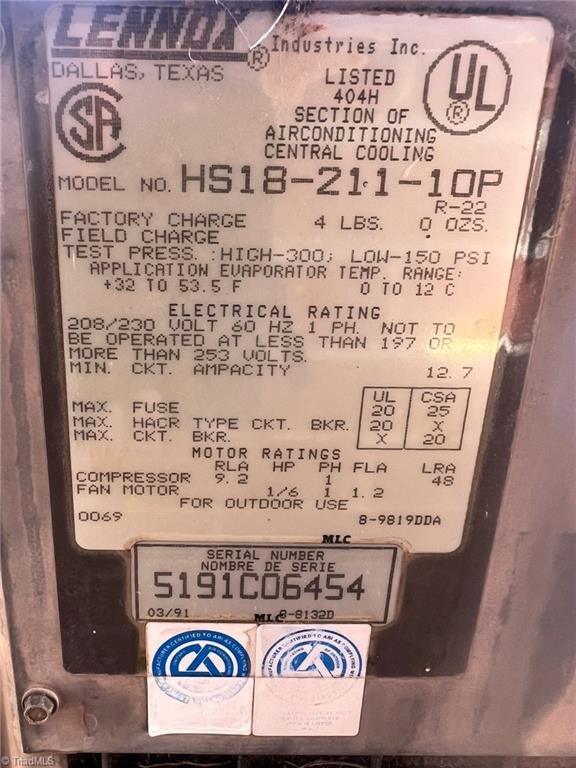 LENNOX ® Industries Inc.
DALLAS, TEXAS
LISTED
404H
SECTION OF
AIRCONDITIONING
CENTRAL COOLING
UL ®
SA
MODEL NO. HS18-211-10P
R-22
FACTORY CHARGE 4 LBS. 0 OZS.
FIELD CHARGE
TEST PRESS. :HIGH-300; LOW-150 PSI
APPLICATION EVAPORATOR TEMP. RANGE:
+32 TO 53.5 F 0 TO 12 C
ELECTRICAL RATING
208/230 VOLT 60 HZ 1 PH. NOT TO
BE OPERATED AT LESS THAN 197 OR
MORE THAN 253 VOLTS.
MIN. CKT. AMPACITY 12.7
UL CSA
MAX. FUSE 20 25
MAX. HACR TYPE CKT. BKR. 20 X
MAX. CKT. BKR. X 20
MOTOR RATINGS
RLA HP PH FLA LRA
COMPRESSOR 9.2 1 48
FAN MOTOR 1/6 1 1.2
FOR OUTDOOR USE
0069 8-9819DDA
MLC
SERIAL NUMBER
NOMBRE DE SERIE
5191C06454
03/91 MLC 8-8132D
© TriadMLS